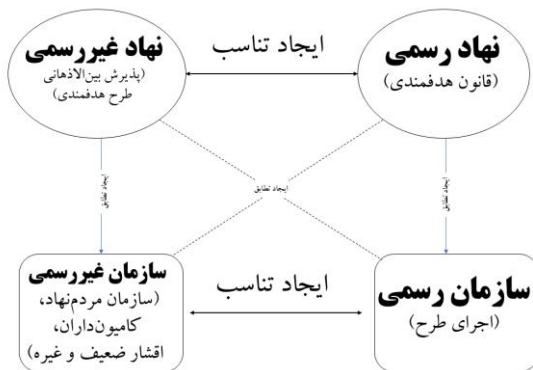 نهاد رسمی
(قانون هدفمندی)
ایجاد تناسب
نهاد غیررسمی
(پذیرش بین‌الاذهانی
طرح هدفمندی)
ایجاد تطابق
ایجاد تطابق
ایجاد تطابق
سازمان رسمی
(اجرای طرح)
ایجاد تناسب
سازمان غیررسمی
(سازمان مردم‌نهاد،
کامیون‌داران،
اقشار ضعیف و غیره)